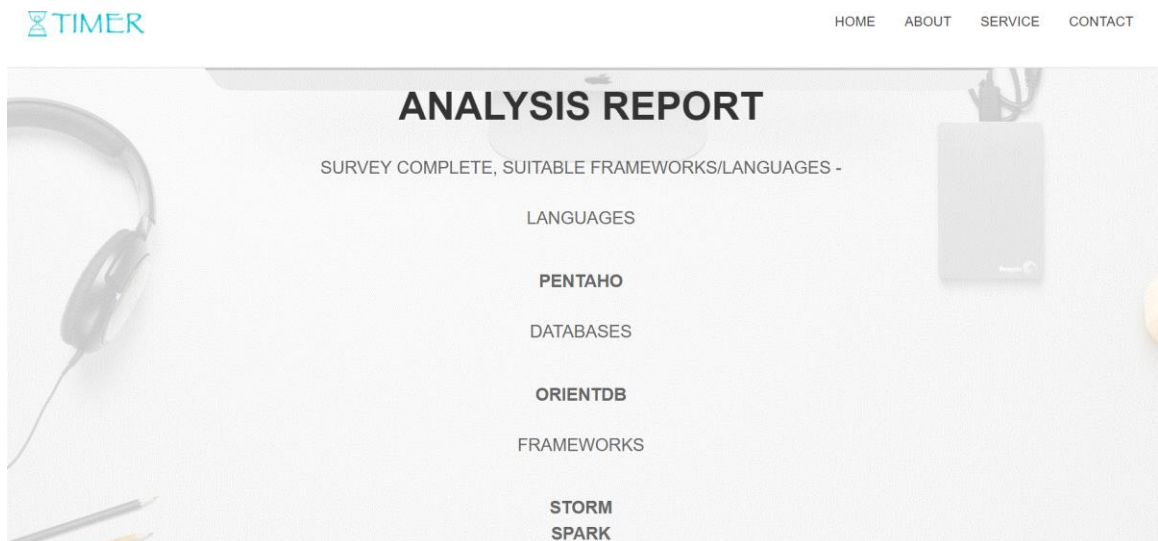 TIMER
HOME ABOUT SERVICE CONTACT
ANALYSIS REPORT
SURVEY COMPLETE, SUITABLE FRAMEWORKS/LANGUAGES -
LANGUAGES
PENTAHO
DATABASES
ORIENTDB
FRAMEWORKS
STORM
SPARK